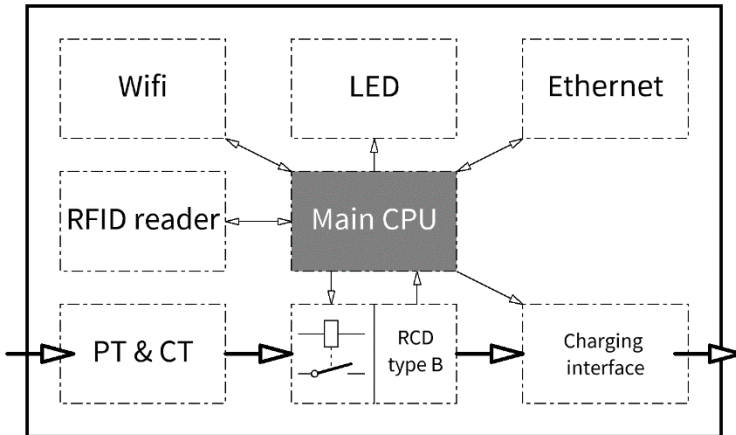 Wifi
LED
Ethernet
RFID reader
Main CPU
PT & CT
RCD
type B
Charging
interface